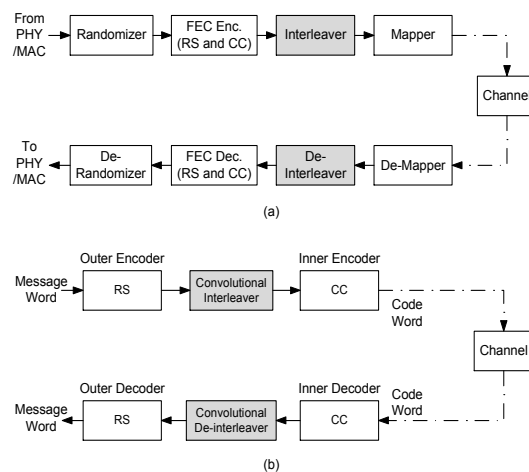 From
PHY
/MAC
Randomizer
FEC Enc.
(RS and CC)
Interleaver
Mapper
Channel
To
PHY
/MAC
De-
Randomizer
FEC Dec.
(RS and CC)
De-
Interleaver
De-Mapper
(a)
Outer Encoder
Inner Encoder
Message
Word
RS
Convolutional
Interleaver
CC
Code
Word
Channel
Outer Decoder
Inner Decoder
Message
Word
RS
Convolutional
De-interleaver
CC
Code
Word
(b)